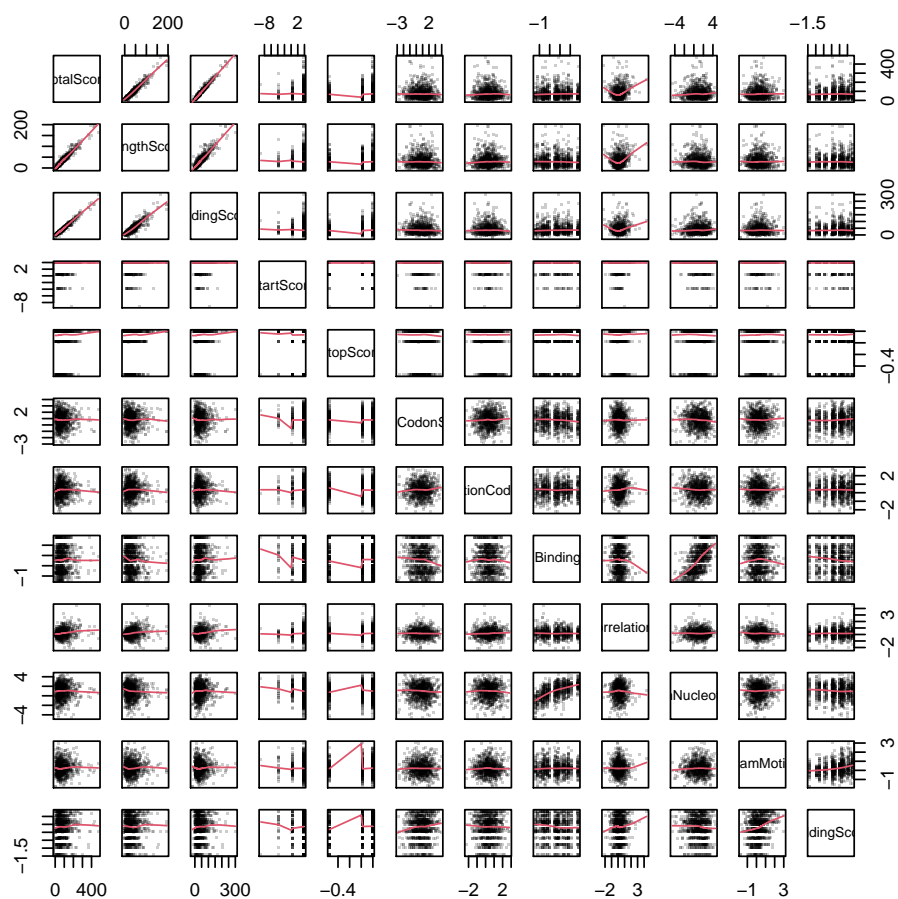 0 200 -8 2 -3 2 -1 -4 4 -1.5
otalScor 0 400
0 200 ngthSco
dingSco 0 300
-8 2 tartScor
topScor -0.4
-3 2 CodonS
tionCod -2 2
-1 Binding
rrelation -2 3
-4 4 Nucleo
amMoti -1 3
-1.5 dingSco
0 400 0 300 -0.4 -2 2 -2 3 -1 3